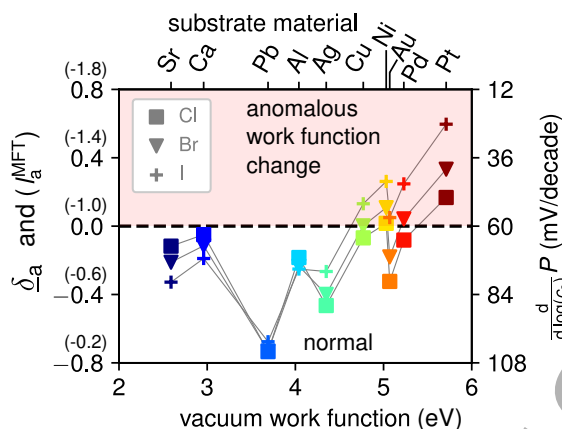 substrate material
Sr Ca Pb Al Ag Cu Ni Au Pd Pt
(-1.8)
0.8
12
Cl
Br
I
anomalous
work function
change
(-1.4)
0.4
36
(-1.0)
0.0
60
(-0.6)
−0.4
84
(-0.2)
−0.8
108
normal
δa and (laMFT)
d/d log(c) P (mV/decade)
2 3 4 5 6
vacuum work function (eV)